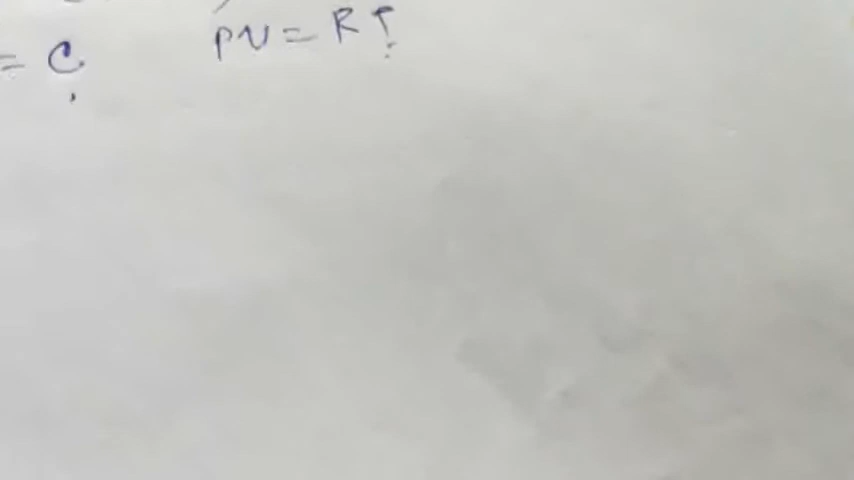 = C PV = RT